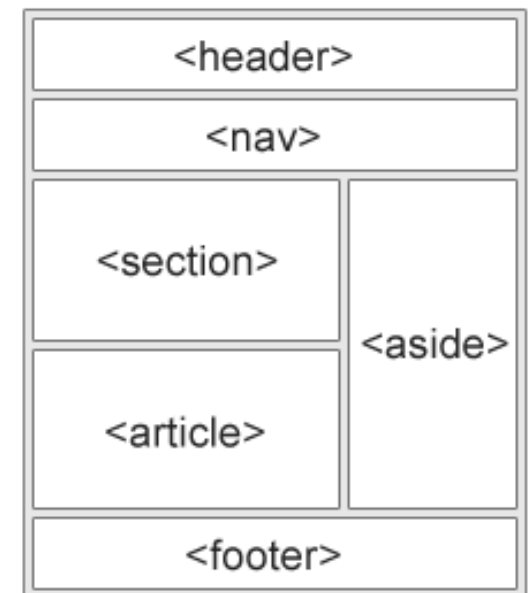 <header>
<nav>
<section>
<aside>
<article>
<footer>